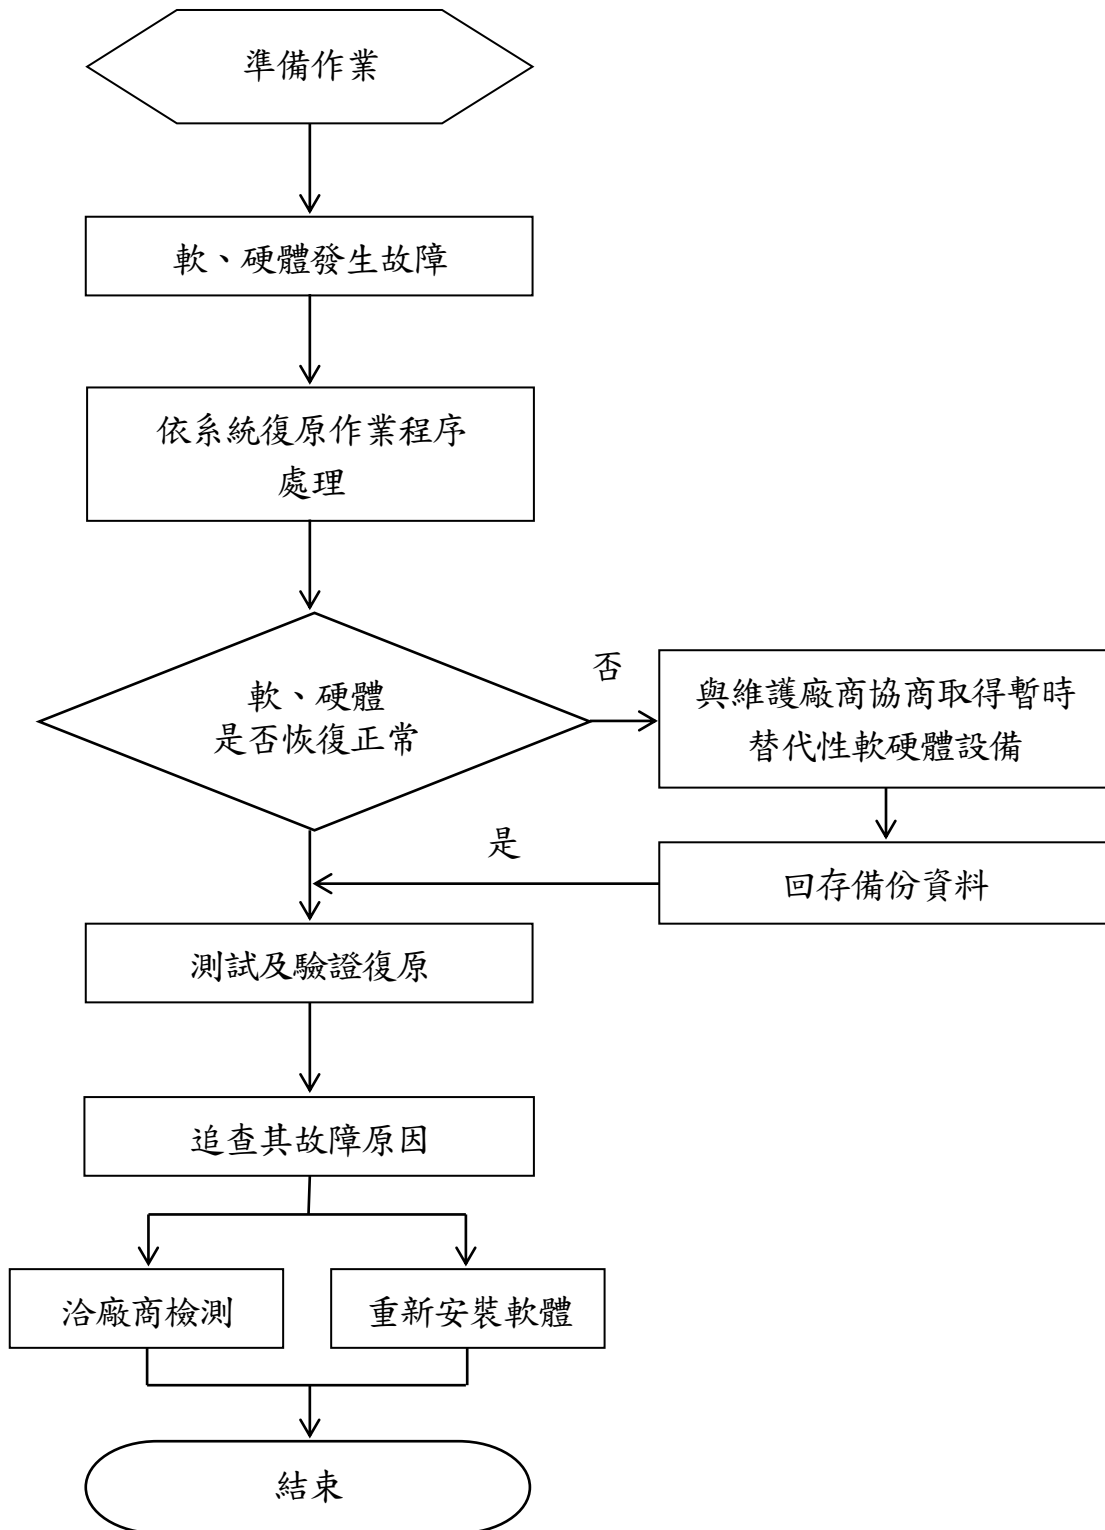 準備作業
軟、硬體發生故障
依系統復原作業程序
處理
軟、硬體
是否恢復正常
否
與維護廠商協商取得暫時
替代性軟硬體設備
是
回存備份資料
測試及驗證復原
追查其故障原因
洽廠商檢測
重新安裝軟體
結束